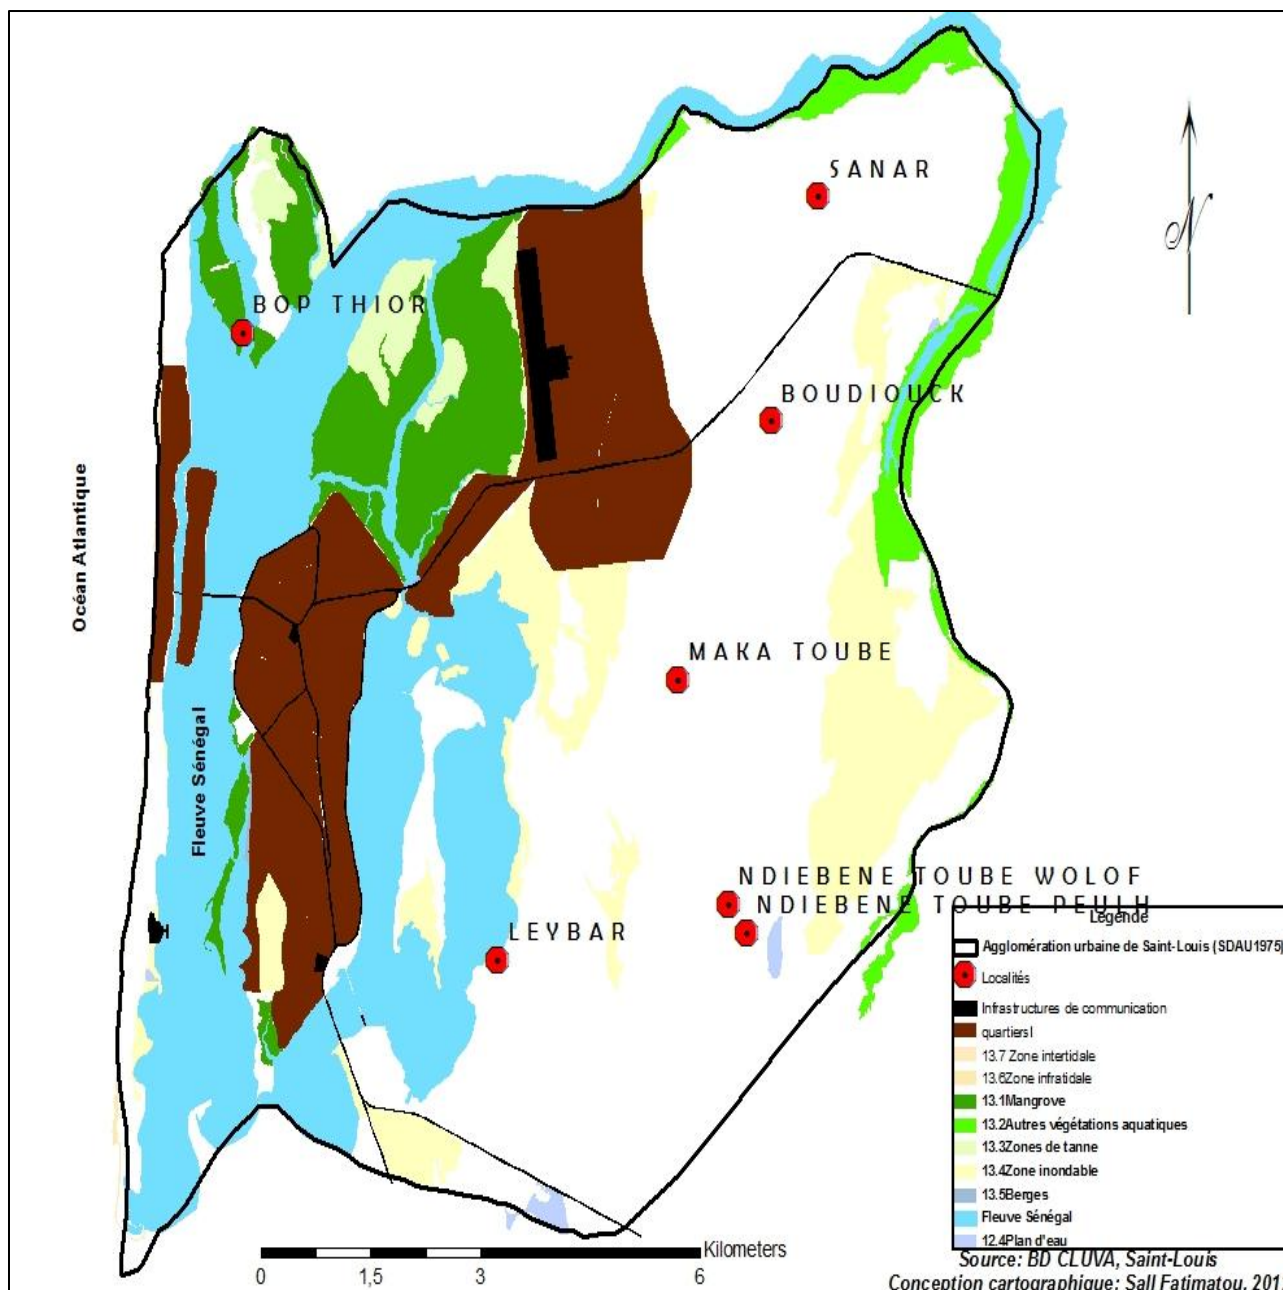 SANAR
N
BOP THIOR
BOUDIOUCK
Océan Atlantique
MAKA TOUBE
Fleuve Sénégal
NDIEBENE TOUBE WOLOF
NDIEBENE TOUBE PEULH
LEYBAR
Légende
Agglomération urbaine de Saint-Louis (SDAU1975)
Localités
Infrastructures de communication
quartiersI
13.7 Zone intertidale
13.6Zone infratidale
13.1Mangrove
13.2Autres végétations aquatiques
13.3Zones de tanne
13.4Zone inondable
13.5Berges
Fleuve Sénégal
12.4Plan d'eau
Kilometers
0 1,5 3 6
Source: BD CLUVA, Saint-Louis
Conception cartographique: Sall Fatimatou, 201